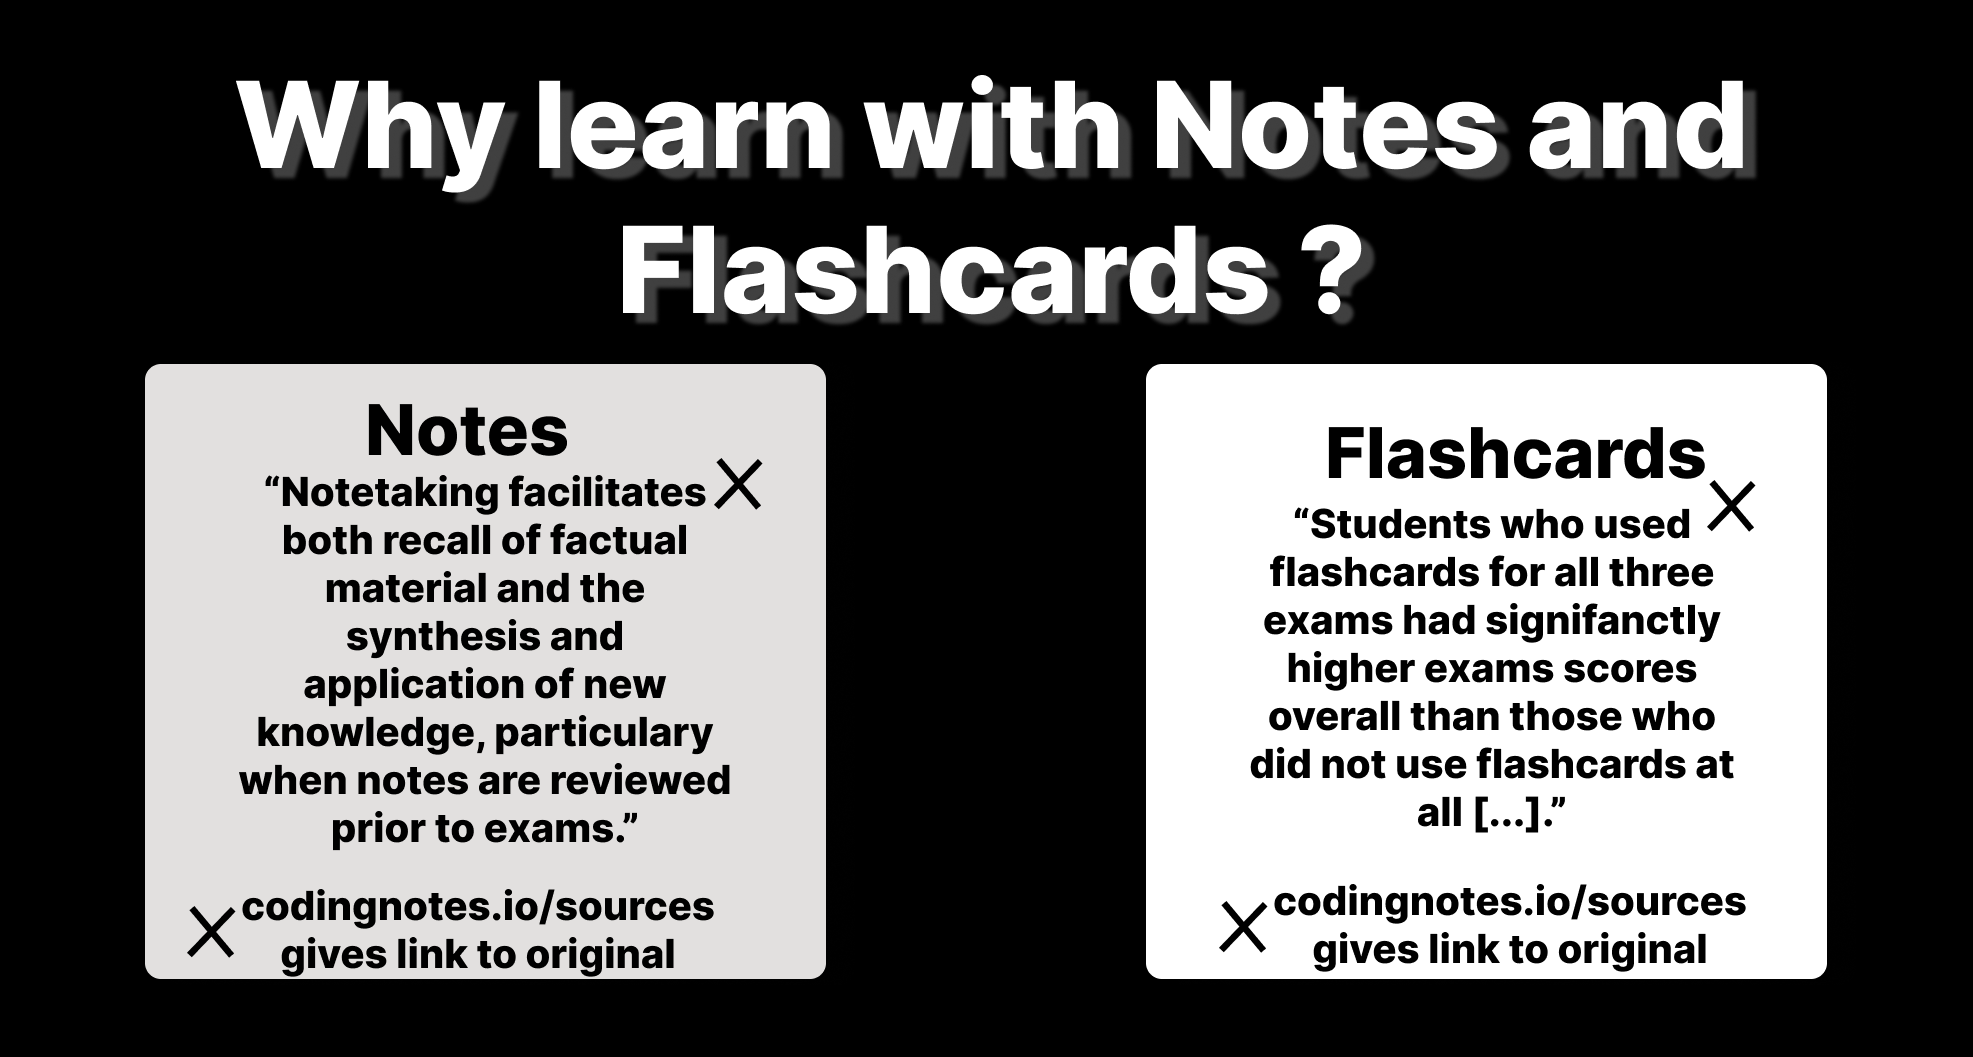 Why learn with Notes and
Flashcards ?
Notes
“Notetaking facilitates
both recall of factual
material and the
synthesis and
application of new
knowledge, particulary
when notes are reviewed
prior to exams.”
codingnotes.io/sources
gives link to original
Flashcards
“Students who used
flashcards for all three
exams had signifanctly
higher exams scores
overall than those who
did not use flashcards at
all [...].”
codingnotes.io/sources
gives link to original